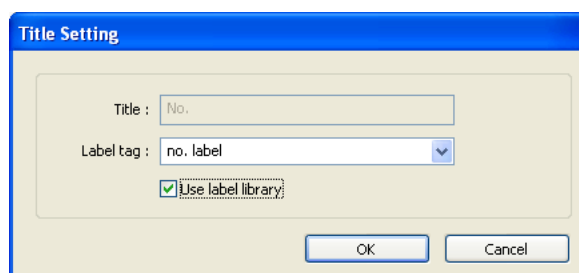 Title Setting
Title : No.
Label tag : no. label
Use label library
OK Cancel